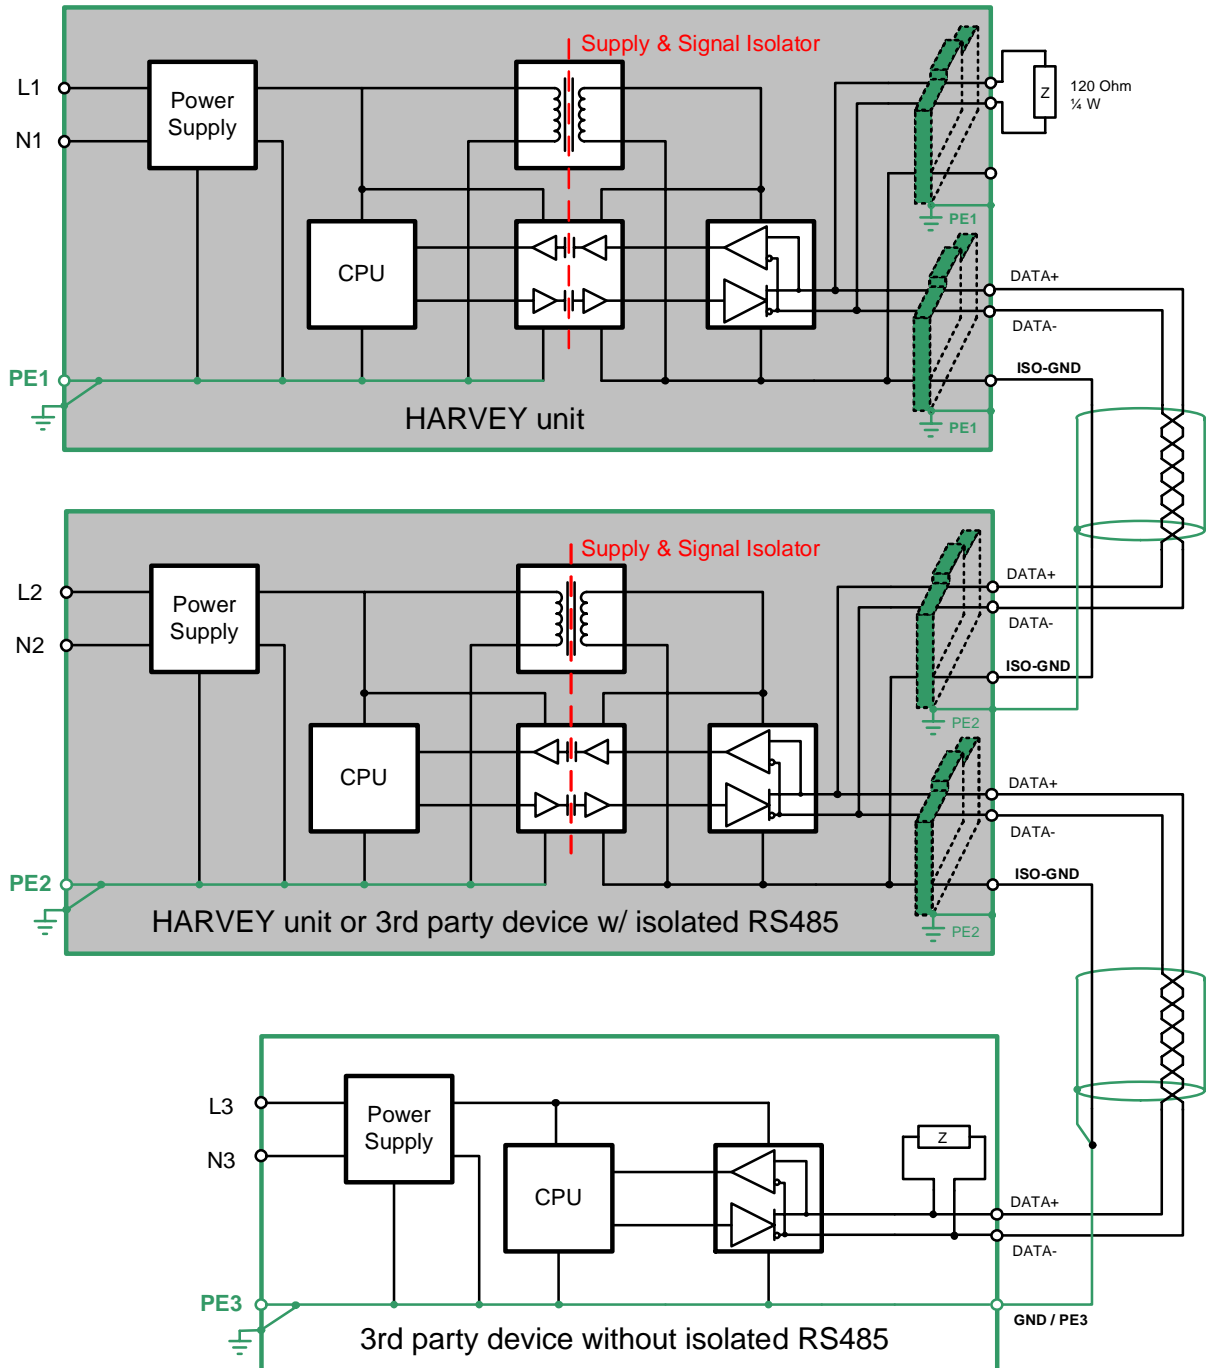 Supply & Signal Isolator
L1
Power
Supply
N1
Z
120 Ohm
¼ W
PE1
CPU
DATA+
DATA-
PE1
ISO-GND
HARVEY unit
PE1
Supply & Signal Isolator
L2
Power
Supply
N2
DATA+
DATA-
ISO-GND
PE2
CPU
DATA+
DATA-
PE2
ISO-GND
HARVEY unit or 3rd party device w/ isolated RS485
PE2
L3
Power
Supply
N3
Z
CPU
DATA+
DATA-
PE3
GND / PE3
3rd party device without isolated RS485